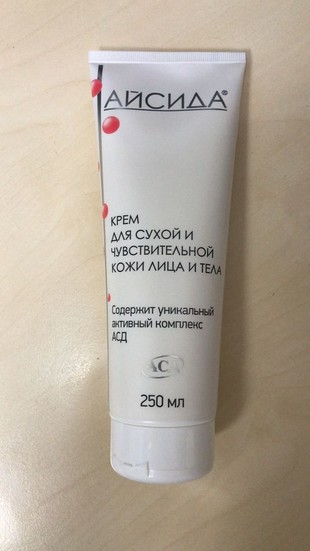 АЙСИДА®
КРЕМ
ДЛЯ СУХОЙ И
ЧУВСТВИТЕЛЬНОЙ
КОЖИ ЛИЦА И ТЕЛА
Содержит уникальный
активный комплекс
АСД
АСД
250 мл